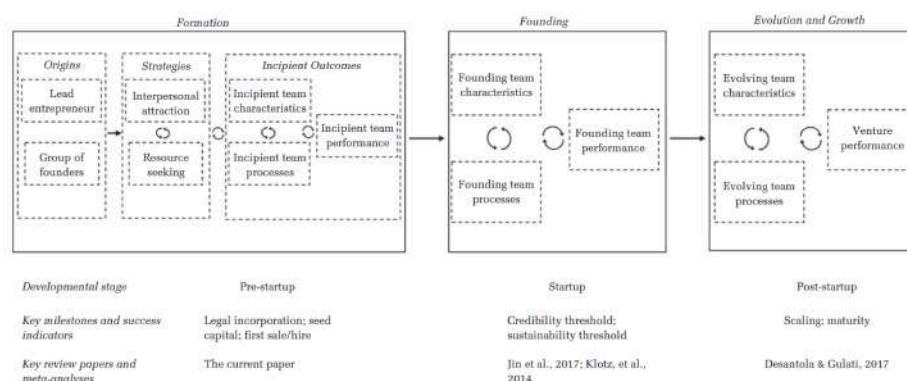 Formation
Founding
Evolution and Growth
Origins
Strategies
Incipient Outcomes
Lead
entrepreneur
Group of
founders
Interpersonal
attraction
Resource
seeking
Incipient team
characteristics
Incipient team
processes
Incipient team
performance
Founding team
characteristics
Founding team
processes
Founding team
performance
Evolving team
characteristics
Evolving team
processes
Venture
performance
Developmental stage
Pre-startup
Startup
Post-startup
Key milestones and success
indicators
Legal incorporation; seed
capital; first sale/hire
Credibility threshold;
sustainability threshold
Scaling; maturity
Key review papers and
meta-analyses
The current paper
Jin et al., 2017; Klotz, et al.,
2014
Desantola & Gulati, 2017